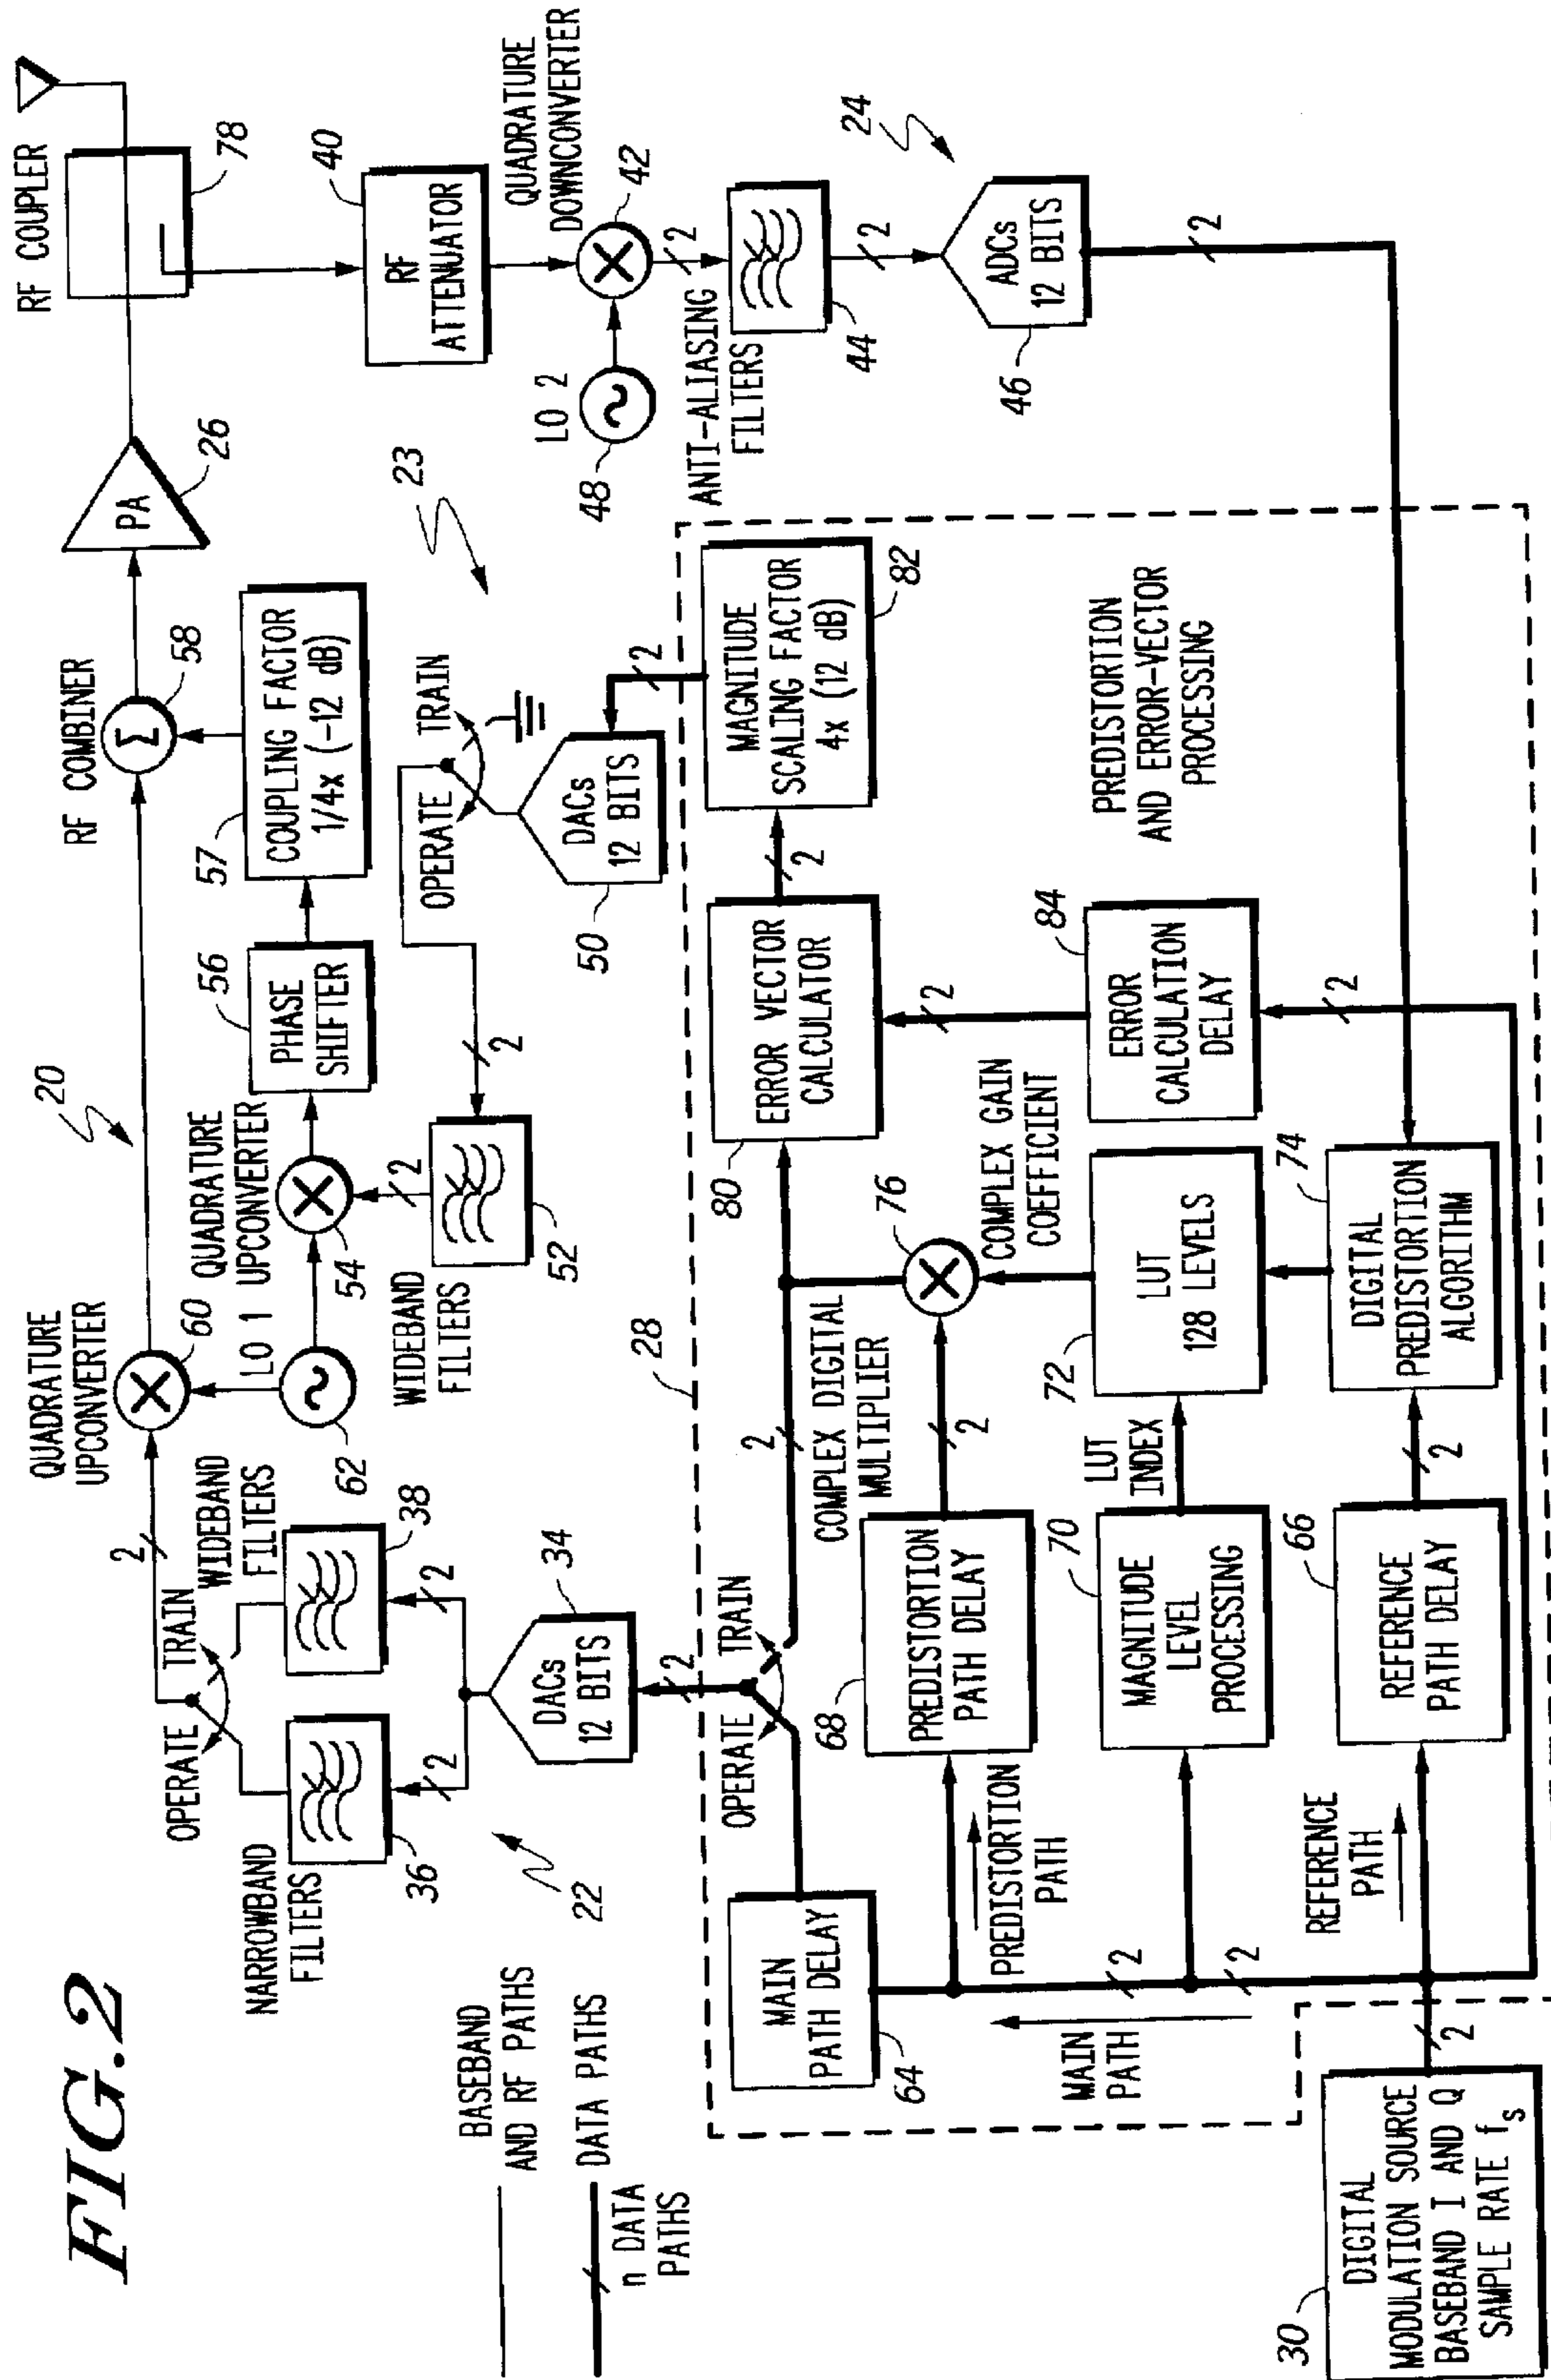 FIG.2
BASEBAND
AND RF PATHS
DATA PATHS
n DATA
PATHS
20
22
23
24
28
QUADRATURE
UPCONVERTER
60
RF COMBINER
58
Σ
PA
26
RF COUPLER
78
LO 1
62
QUADRATURE
UPCONVERTER
54
PHASE
SHIFTER
56
COUPLING FACTOR
1/4x (-12 dB)
57
RF
ATTENUATOR
40
QUADRATURE
DOWNCONVERTER
42
LO 2
48
ANTI-ALIASING
FILTERS
44
2
2
ADCs
12 BITS
46
2
2
OPERATE
TRAIN
NARROWBAND
FILTERS
36
WIDEBAND
FILTERS
38
2
2
DACs
12 BITS
34
2
WIDEBAND
FILTERS
52
2
2
OPERATE
TRAIN
DACs
12 BITS
50
2
MAGNITUDE
SCALING FACTOR
4x (12 dB)
82
2
MAIN
PATH DELAY
64
OPERATE
TRAIN
2
ERROR VECTOR
CALCULATOR
80
COMPLEX DIGITAL
MULTIPLIER
76
PREDISTORTION
PATH DELAY
68
2
PREDISTORTION
PATH
COMPLEX GAIN
COEFFICIENT
2
ERROR
CALCULATION
DELAY
84
2
PREDISTORTION
AND ERROR-VECTOR
PROCESSING
MAIN
PATH
2
2
MAGNITUDE
LEVEL
PROCESSING
70
LUT
INDEX
LUT
128 LEVELS
72
REFERENCE
PATH
REFERENCE
PATH DELAY
66
2
DIGITAL
PREDISTORTION
ALGORITHM
74
DIGITAL
MODULATION SOURCE
BASEBAND I AND Q
SAMPLE RATE fs
30
2